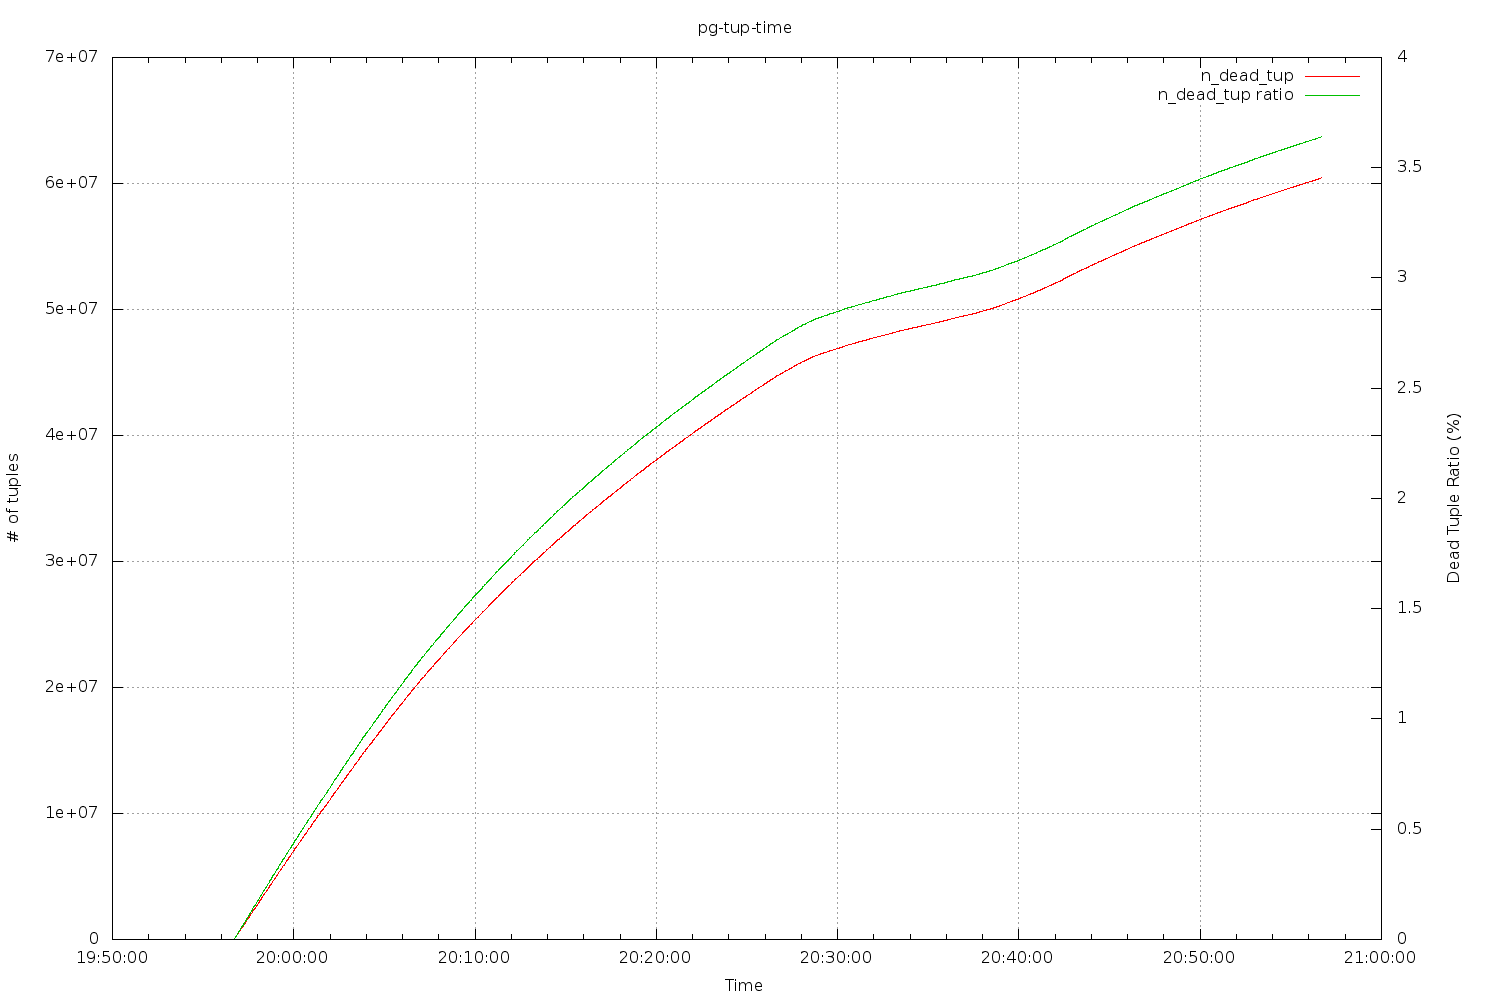 pg-tup-time
n_dead_tup
n_dead_tup ratio
7e+07
6e+07
5e+07
4e+07
3e+07
2e+07
1e+07
0
# of tuples
4
3.5
3
2.5
2
1.5
1
0.5
0
Dead Tuple Ratio (%)
19:50:00 20:00:00 20:10:00 20:20:00 20:30:00 20:40:00 20:50:00 21:00:00
Time